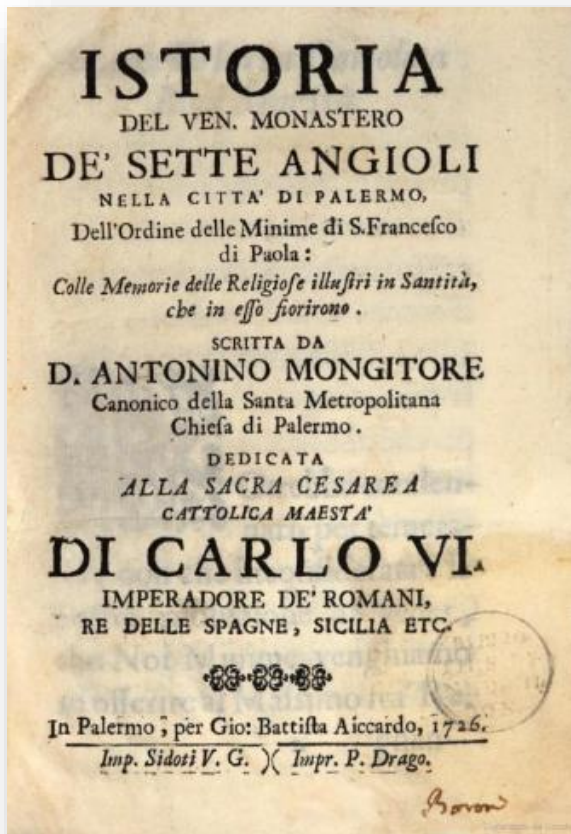 ISTORIA
DEL VEN. MONASTERO
DE' SETTE ANGIOLI
NELLA CITTA' DI PALERMO,
Dell'Ordine delle Minime di S.Francesco
di Paola:
Colle Memorie delle Religiose illustri in Santità,
che in esso fiorirono.
SCRITTA DA
D. ANTONINO MONGITORE
Canonico della Santa Metropolitana
Chiesa di Palermo.
DEDICATA
ALLA SACRA CESAREA
CATTOLICA MAESTA'
DI CARLO VI.
IMPERADORE DE' ROMANI,
RE DELLE SPAGNE, SICILIA ETC.
In Palermo, per Gio: Battista Aiccardo, 1726.
Imp. Sidoti V. G. )( Impr. P. Drago.